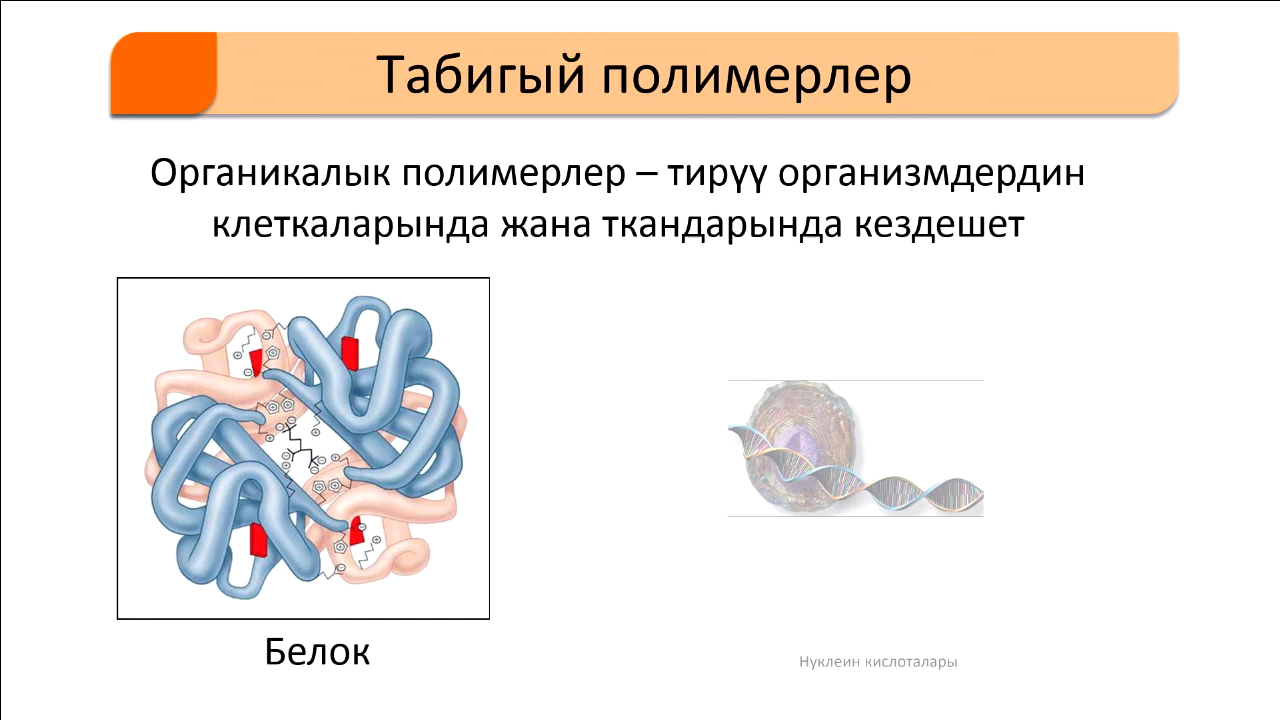 Табигый полимерлер
Органикалык полимерлер – тирүү организмдердин
клеткаларында жана ткандарында кездешет
Белок
Нуклеин кислоталары